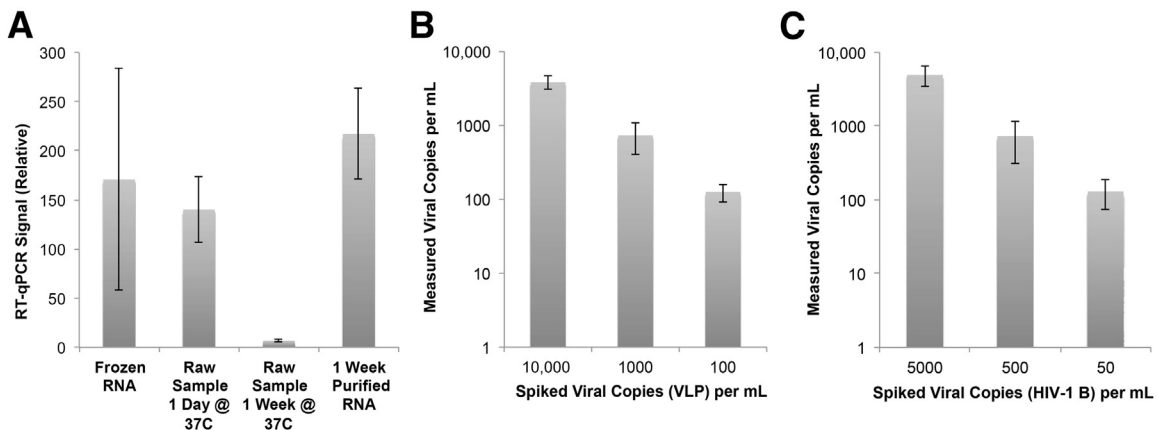 A
RT-qPCR Signal (Relative)
300
250
200
150
100
50
0
Frozen
RNA
Raw
Sample
1 Day @
37C
Raw
Sample
1 Week @
37C
1 Week
Purified
RNA
B
Measured Viral Copies per mL
10,000
1000
100
10
1
10,000
1000
100
Spiked Viral Copies (VLP) per mL
C
Measured Viral Copies per mL
10,000
1000
100
10
1
5000
500
50
Spiked Viral Copies (HIV-1 B) per mL